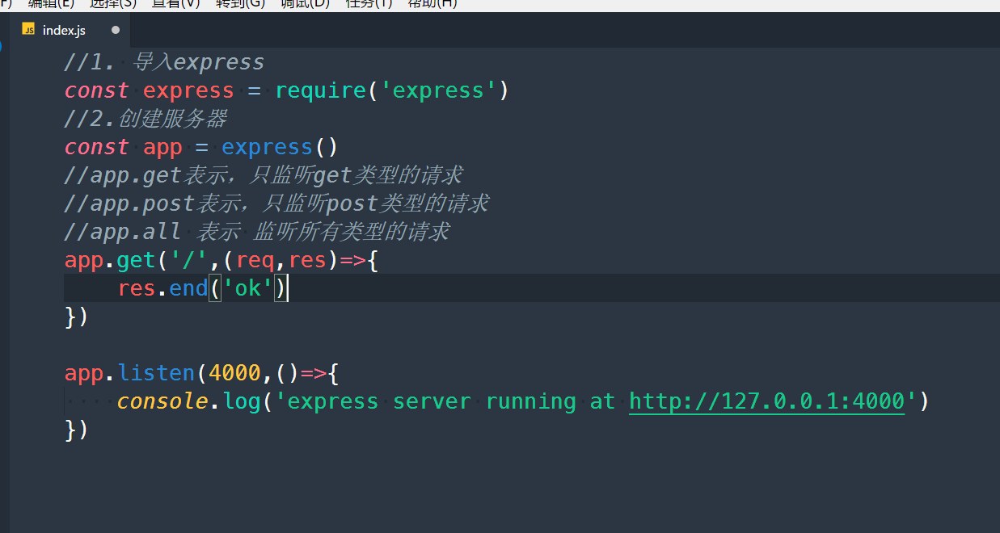 F) 编辑(E) 选择(S) 查看(V) 转到(G) 调试(D) 任务(T) 帮助(H)
JS index.js
//1. 导入express
const express = require('express')
//2.创建服务器
const app = express()
//app.get表示，只监听get类型的请求
//app.post表示，只监听post类型的请求
//app.all 表示 监听所有类型的请求
app.get('/',(req,res)=>{
    res.end('ok')
})
app.listen(4000,()=>{
    console.log('express server running at http://127.0.0.1:4000')
})